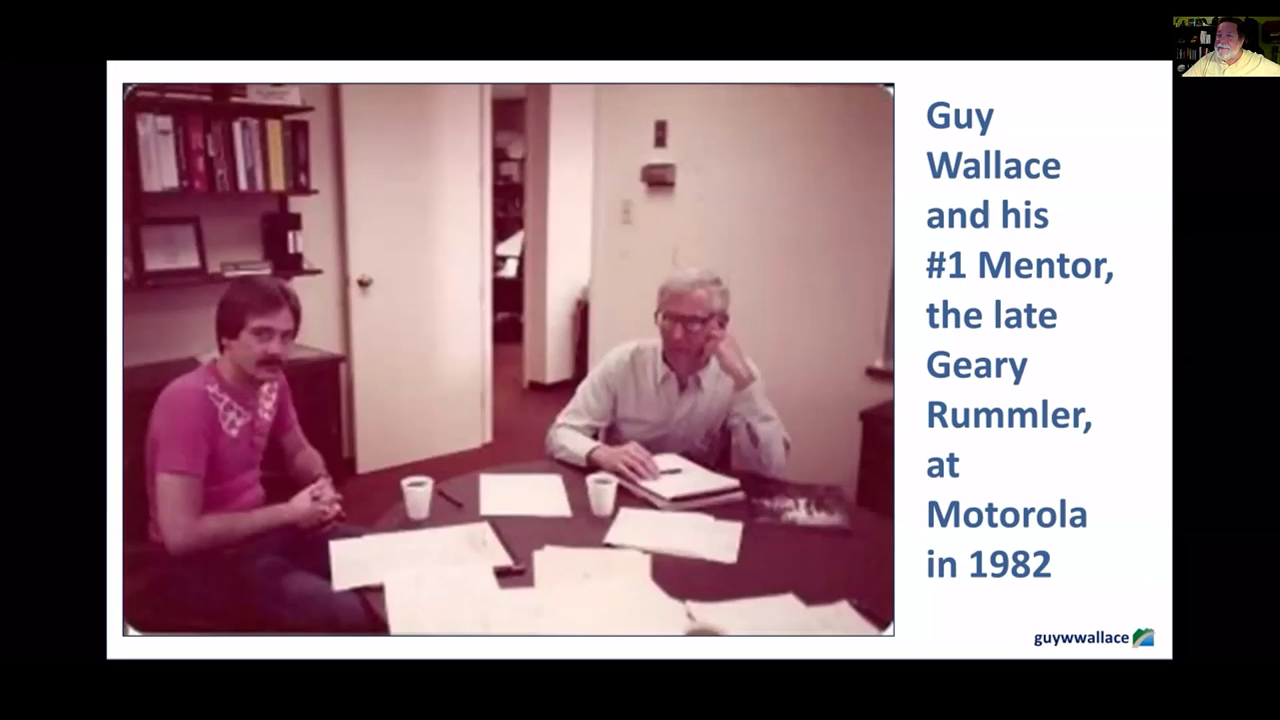 Guy
Wallace
and his
#1 Mentor,
the late
Geary
Rummler,
at
Motorola
in 1982
guywwallace